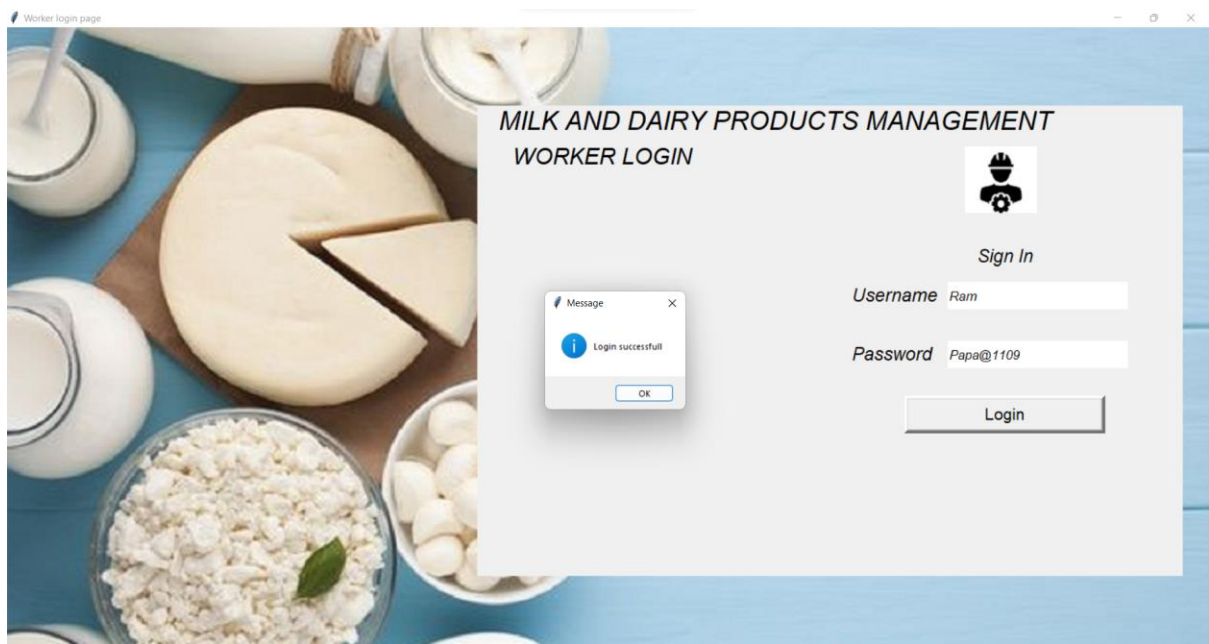 Worker login page
MILK AND DAIRY PRODUCTS MANAGEMENT
WORKER LOGIN
Sign In
Username Ram
Message
Login successfull
OK
Password Papa@1109
Login